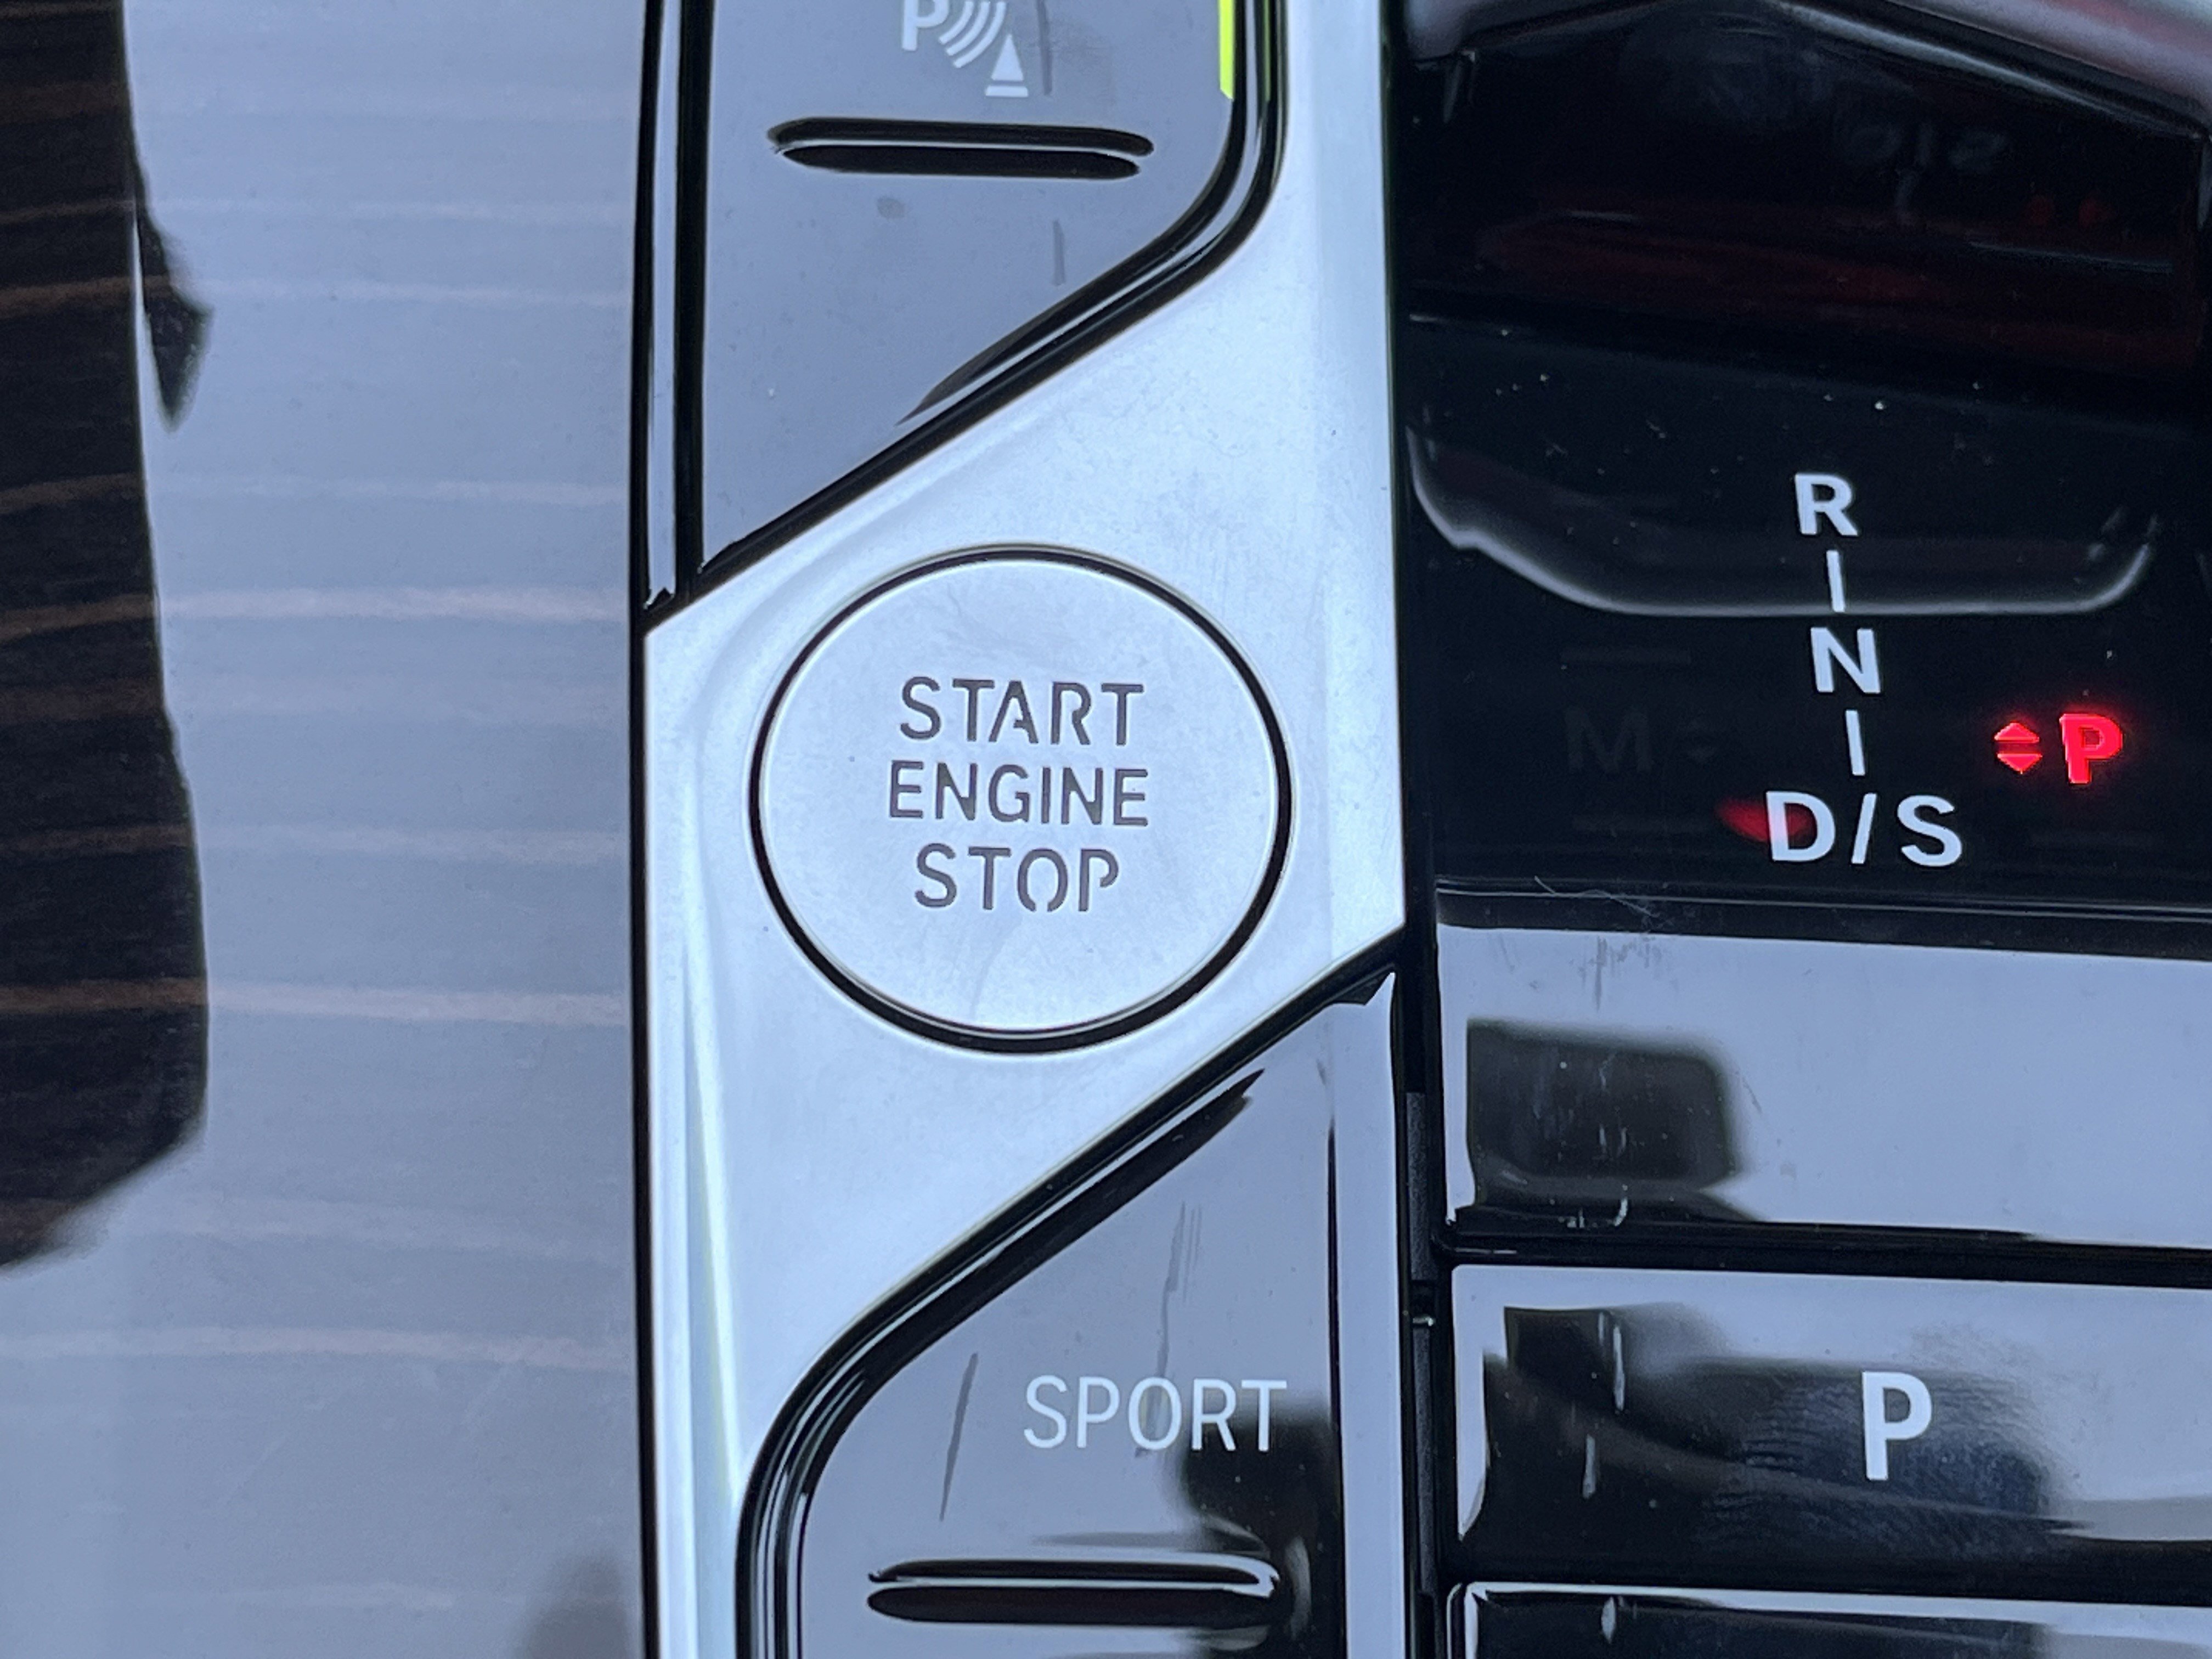 P
START
ENGINE
STOP
SPORT
R
N
D/S
P
P